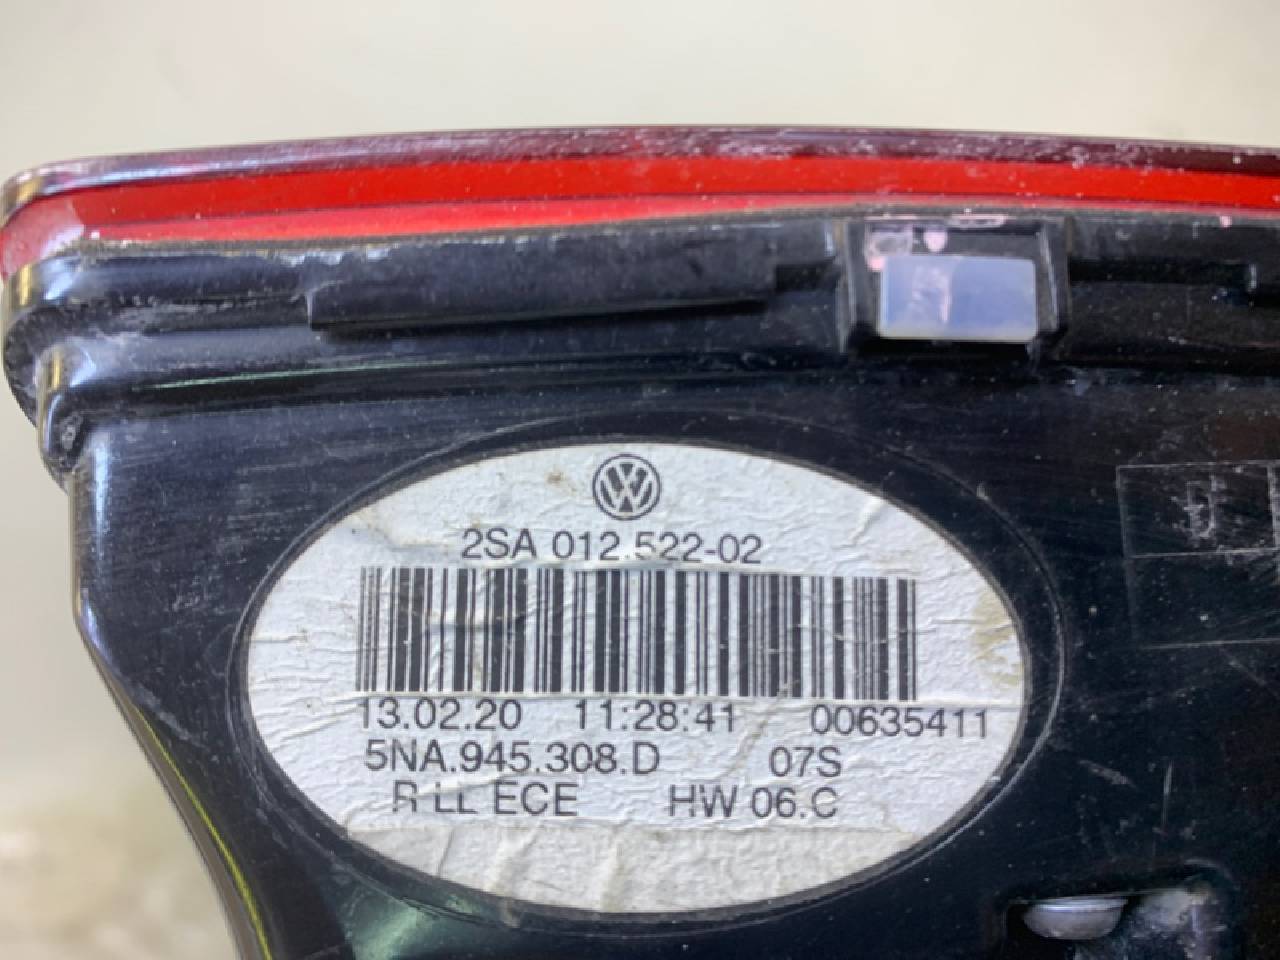 2SA 012.522-02
13.02.20 11:28:41 00635411
5NA.945.308.D 07S
R LL ECE HW 06.C